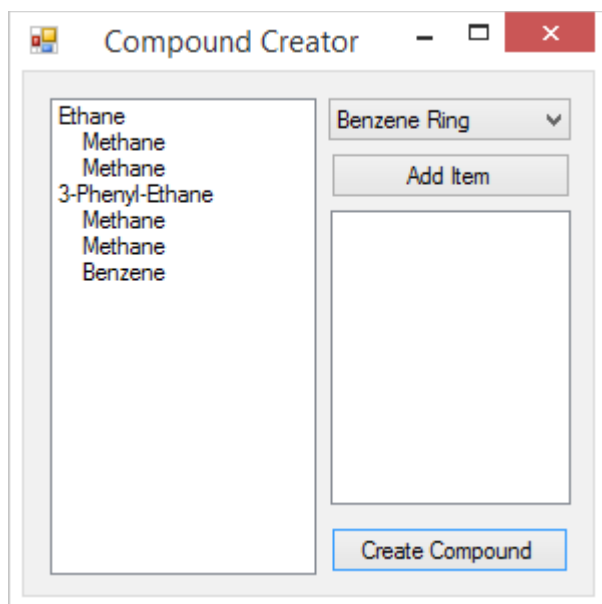 Compound Creator
Ethane
Methane
Methane
3-Phenyl-Ethane
Methane
Methane
Benzene
Benzene Ring
Add Item
Create Compound